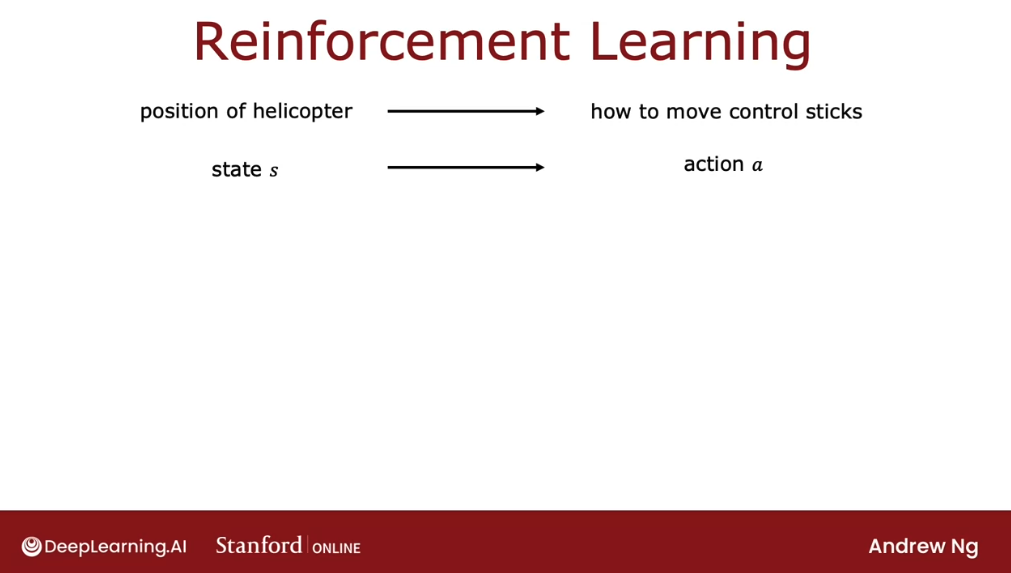 Reinforcement Learning
position of helicopter → how to move control sticks
state s → action a
DeepLearning.AI Stanford ONLINE Andrew Ng